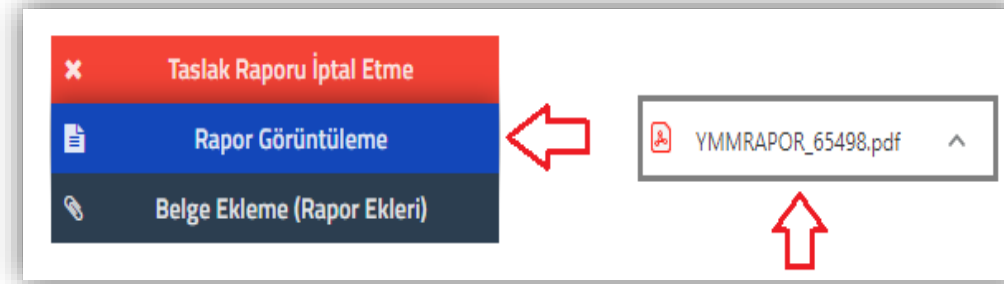 Taslak Raporu İptal Etme
Rapor Görüntüleme
Belge Ekleme (Rapor Ekleri)
YMMRAPOR_65498.pdf